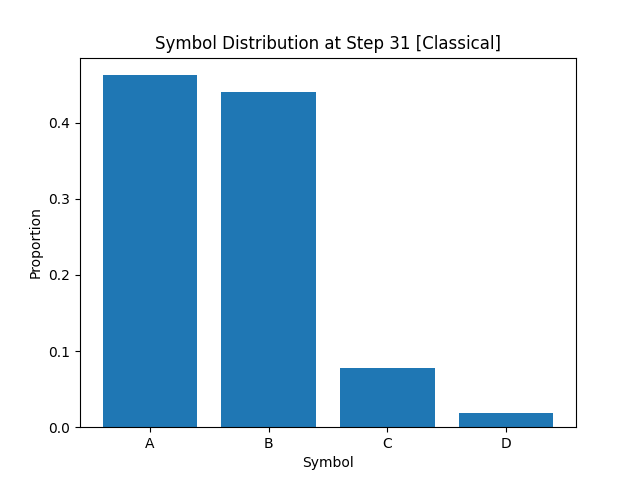 Symbol Distribution at Step 31 [Classical]
Proportion
0.4
0.3
0.2
0.1
0.0
A B C D
Symbol